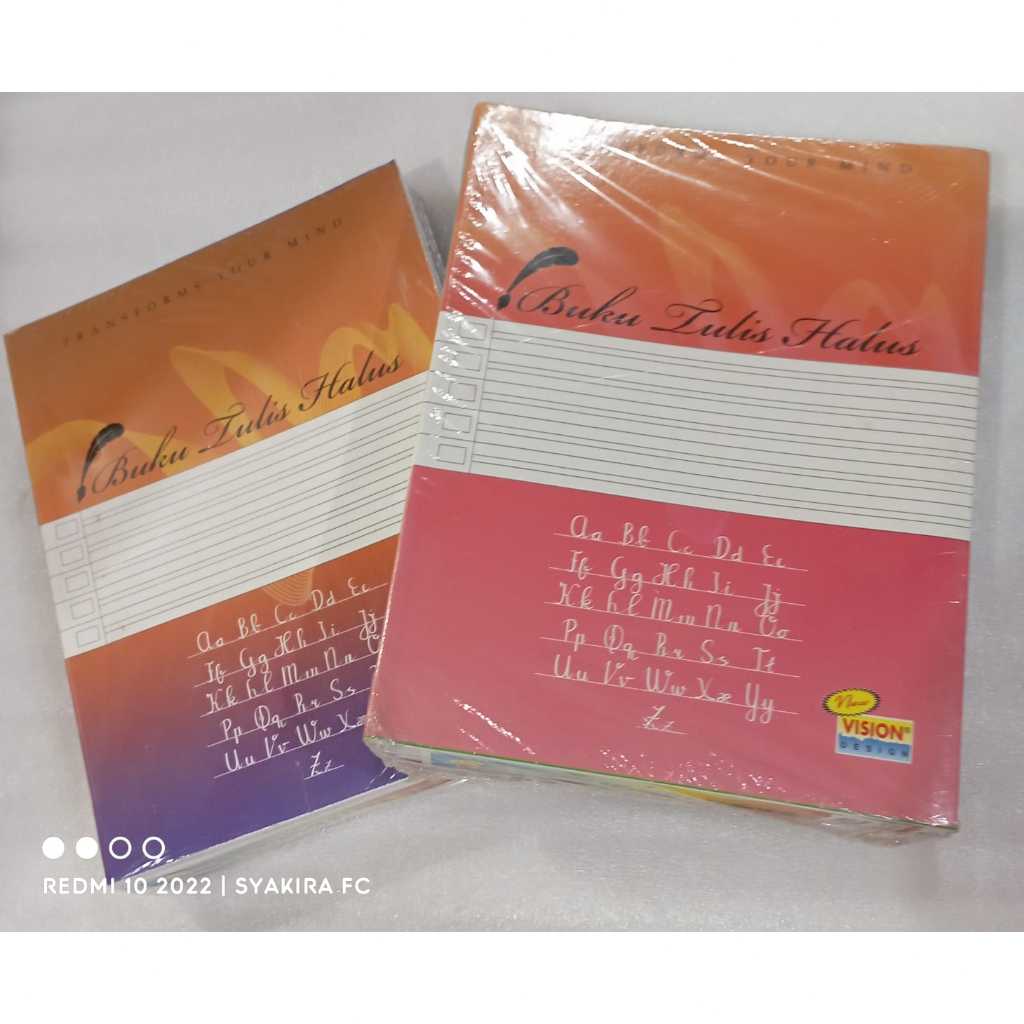 TRANSFORMS YOUR MIND
Buku Tulis Halus
Aa Bb Cc Dd Ee
Ff Gg Hh Ii Jj
Kk Ll Mm Nn Oo
Pp Qq Rr Ss
Uu Vv Ww Xx
Zz
YOUR MIND
Buku Tulis Halus
Aa Bb Cc Dd Ee
Ff Gg Hh Ii Jj
Kk Ll Mm Nn Oo
Pp Qq Rr Ss Tt
Uu Vv Ww Xx Yy
Zz
New
VISION®
DESIGN
REDMI 10 2022 | SYAKIRA FC